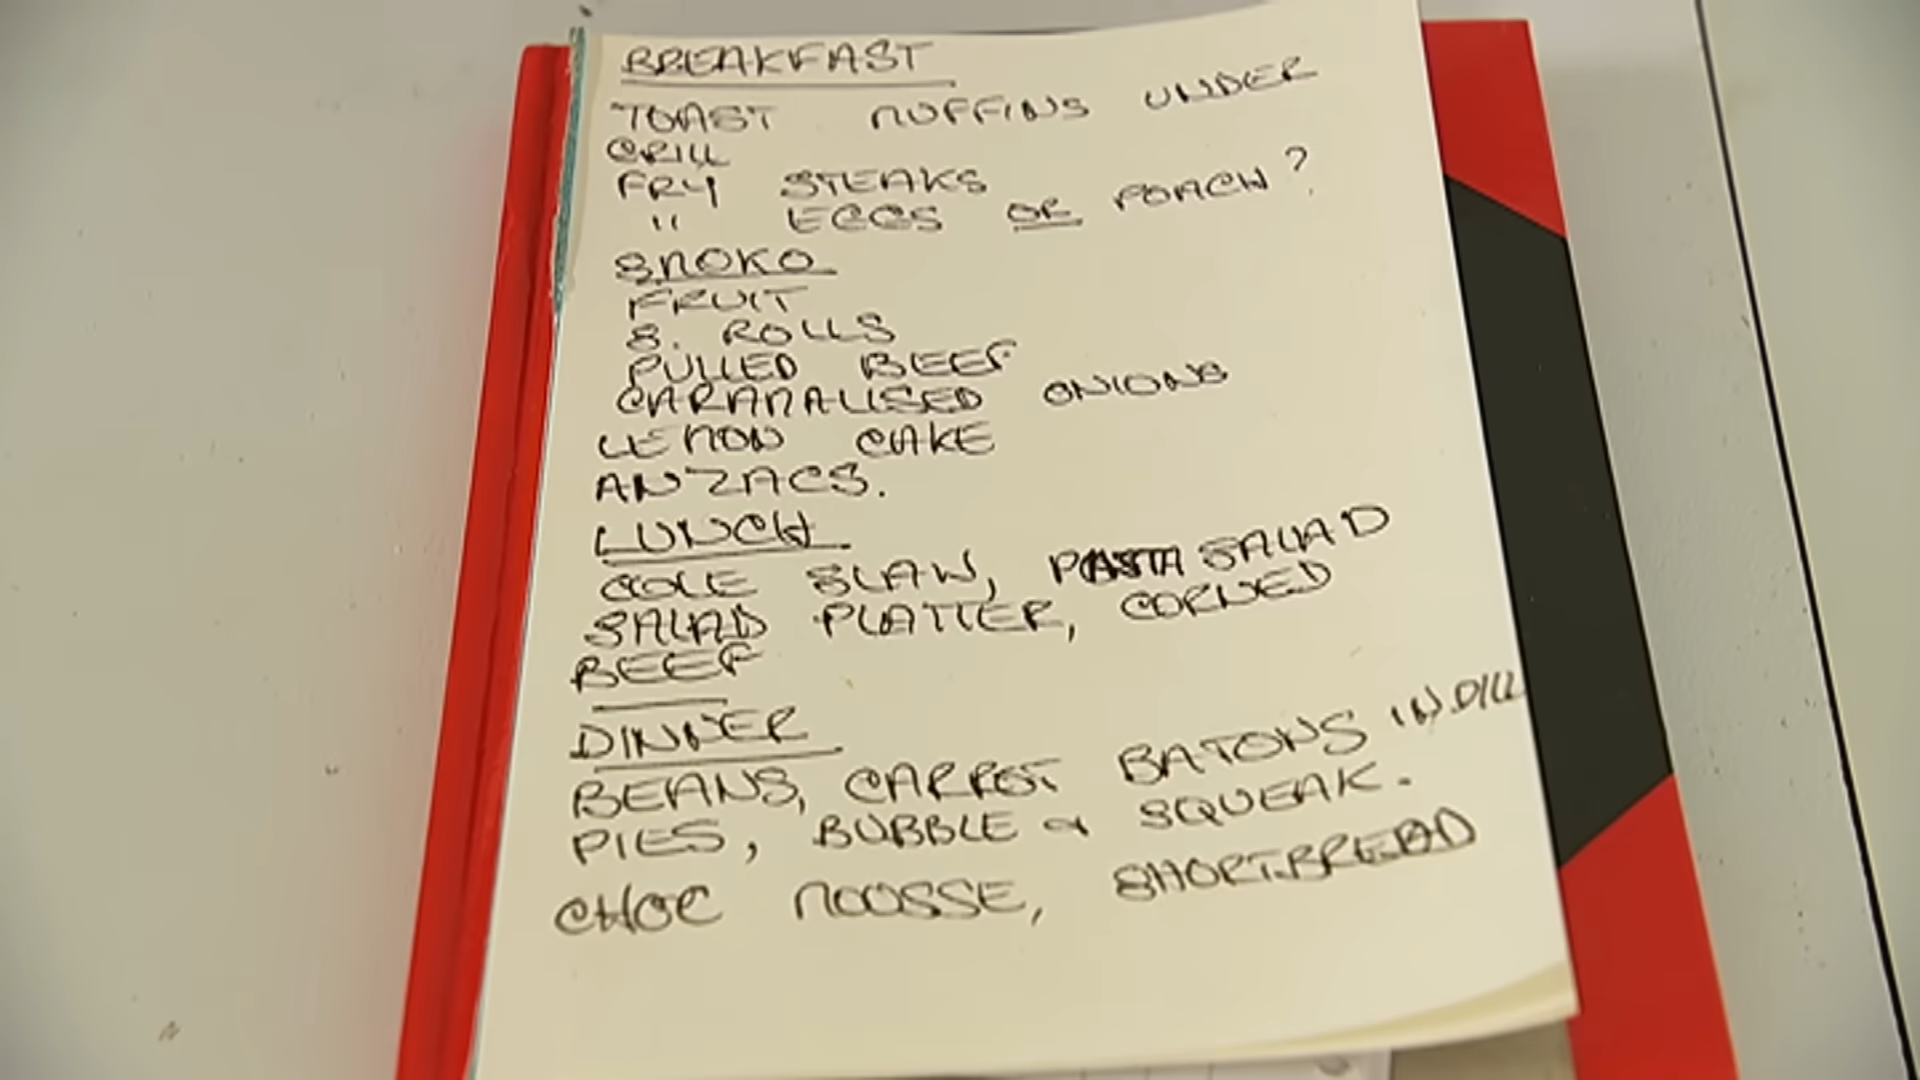 BREAKFAST
TOAST MUFFINS UNDER
GRILL
FRY STEAKS
" EGGS OR POACH?
SMOKO
FRUIT
S. ROLLS
PULLED BEEF
CARAMALISED ONIONS
LEMON CAKE
ANZACS.
LUNCH
COLE SLAW, PASTA SALAD
SALAD PLATTER, CORNED
BEEF
DINNER
BEANS, CARROT BATONS IN DILL
PIES, BUBBLE & SQUEAK.
CHOC MOUSSE, SHORTBREAD